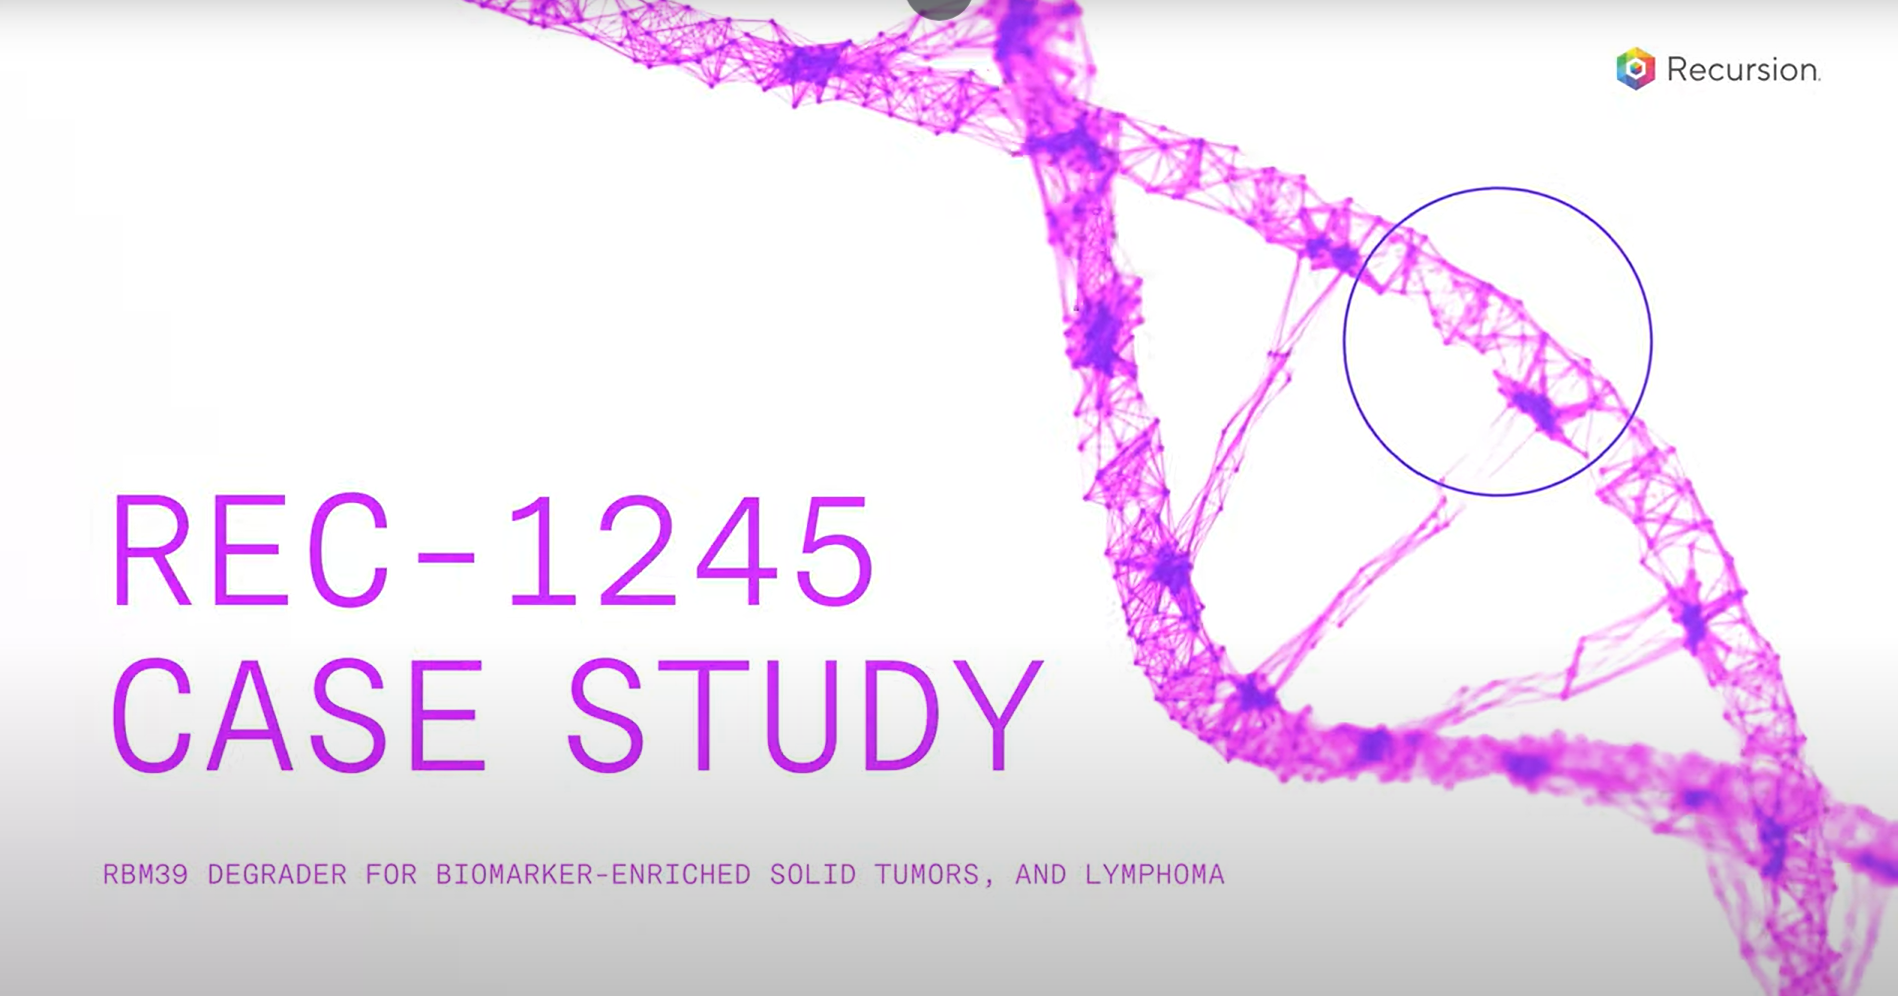 Recursion.
REC-1245
CASE STUDY
RBM39 DEGRADER FOR BIOMARKER-ENRICHED SOLID TUMORS, AND LYMPHOMA